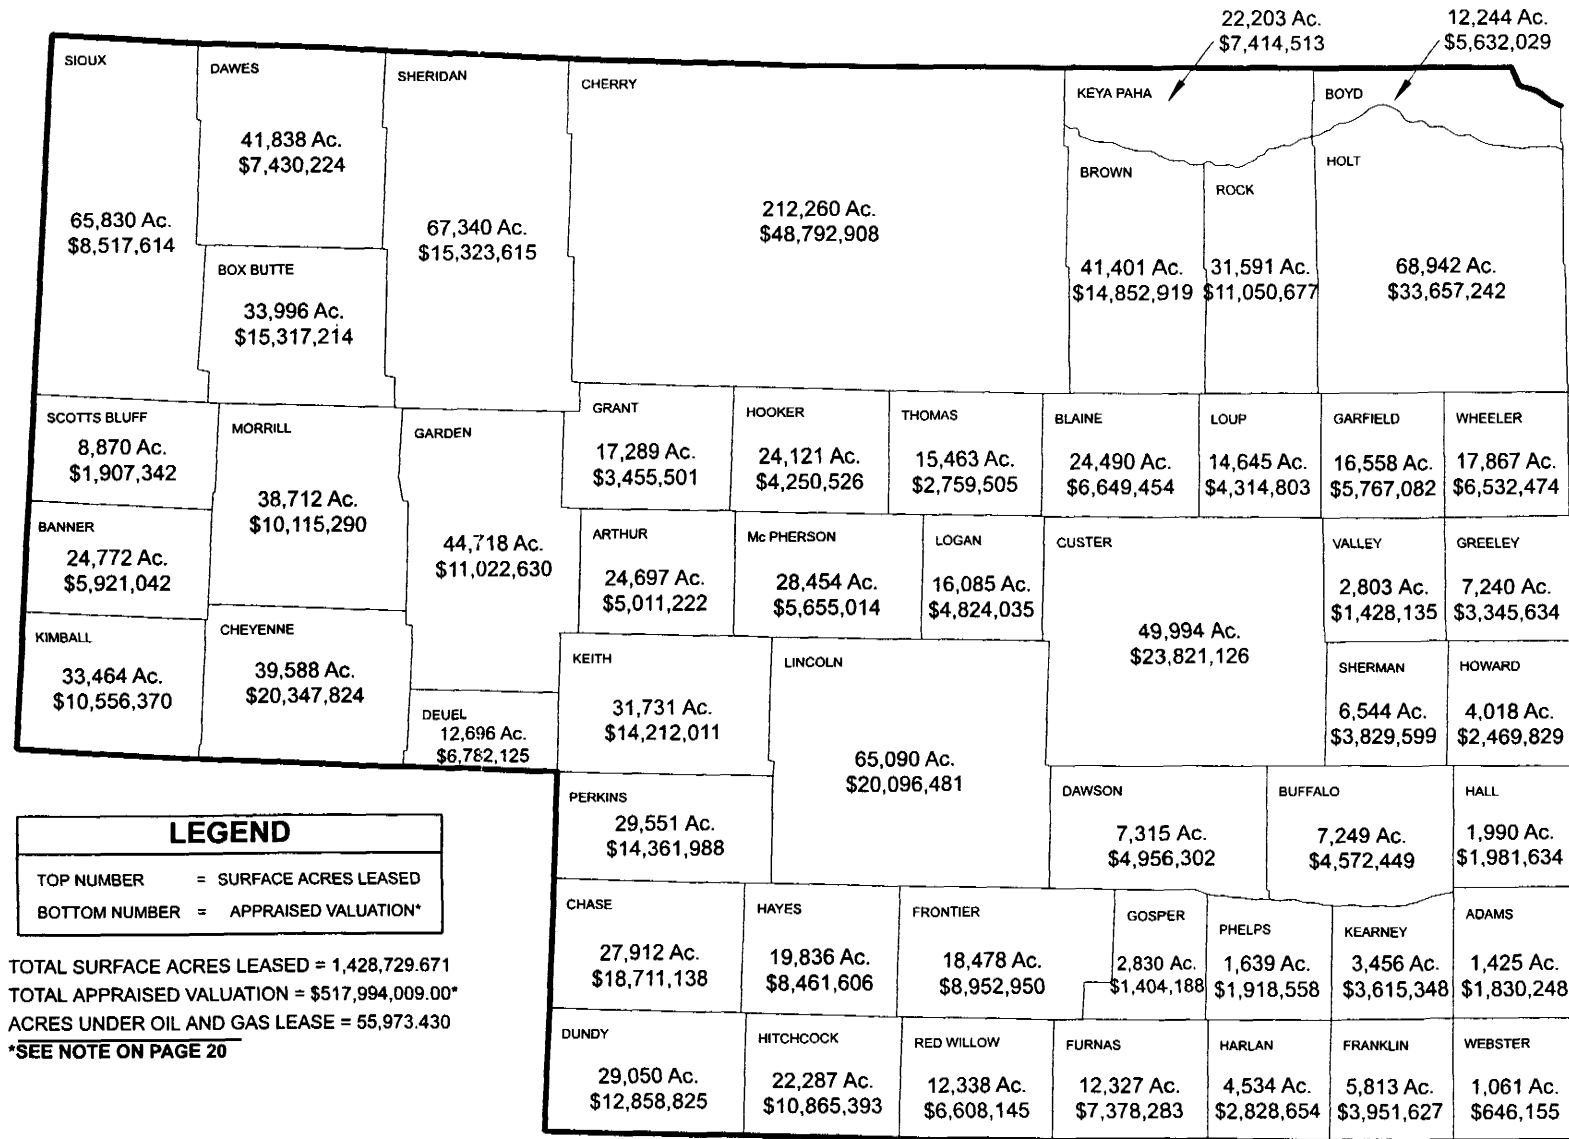 22,203 Ac.
$7,414,513
12,244 Ac.
$5,632,029
SIOUX
65,830 Ac.
$8,517,614
DAWES
41,838 Ac.
$7,430,224
SHERIDAN
67,340 Ac.
$15,323,615
CHERRY
212,260 Ac.
$48,792,908
KEYA PAHA
BOYD
BROWN
41,401 Ac.
$14,852,919
ROCK
31,591 Ac.
$11,050,677
HOLT
68,942 Ac.
$33,657,242
BOX BUTTE
33,996 Ac.
$15,317,214
SCOTTS BLUFF
8,870 Ac.
$1,907,342
MORRILL
38,712 Ac.
$10,115,290
GARDEN
44,718 Ac.
$11,022,630
GRANT
17,289 Ac.
$3,455,501
HOOKER
24,121 Ac.
$4,250,526
THOMAS
15,463 Ac.
$2,759,505
BLAINE
24,490 Ac.
$6,649,454
LOUP
14,645 Ac.
$4,314,803
GARFIELD
16,558 Ac.
$5,767,082
WHEELER
17,867 Ac.
$6,532,474
BANNER
24,772 Ac.
$5,921,042
ARTHUR
24,697 Ac.
$5,011,222
Mc PHERSON
28,454 Ac.
$5,655,014
LOGAN
16,085 Ac.
$4,824,035
CUSTER
49,994 Ac.
$23,821,126
VALLEY
2,803 Ac.
$1,428,135
GREELEY
7,240 Ac.
$3,345,634
KIMBALL
33,464 Ac.
$10,556,370
CHEYENNE
39,588 Ac.
$20,347,824
DEUEL
12,696 Ac.
$6,782,125
KEITH
31,731 Ac.
$14,212,011
LINCOLN
65,090 Ac.
$20,096,481
SHERMAN
6,544 Ac.
$3,829,599
HOWARD
4,018 Ac.
$2,469,829
PERKINS
29,551 Ac.
$14,361,988
DAWSON
7,315 Ac.
$4,956,302
BUFFALO
7,249 Ac.
$4,572,449
HALL
1,990 Ac.
$1,981,634
CHASE
27,912 Ac.
$18,711,138
HAYES
19,836 Ac.
$8,461,606
FRONTIER
18,478 Ac.
$8,952,950
GOSPER
2,830 Ac.
$1,404,188
PHELPS
1,639 Ac.
$1,918,558
KEARNEY
3,456 Ac.
$3,615,348
ADAMS
1,425 Ac.
$1,830,248
DUNDY
29,050 Ac.
$12,858,825
HITCHCOCK
22,287 Ac.
$10,865,393
RED WILLOW
12,338 Ac.
$6,608,145
FURNAS
12,327 Ac.
$7,378,283
HARLAN
4,534 Ac.
$2,828,654
FRANKLIN
5,813 Ac.
$3,951,627
WEBSTER
1,061 Ac.
$646,155
LEGEND
TOP NUMBER = SURFACE ACRES LEASED
BOTTOM NUMBER = APPRAISED VALUATION*
TOTAL SURFACE ACRES LEASED = 1,428,729.671
TOTAL APPRAISED VALUATION = $517,994,009.00*
ACRES UNDER OIL AND GAS LEASE = 55,973.430
*SEE NOTE ON PAGE 20